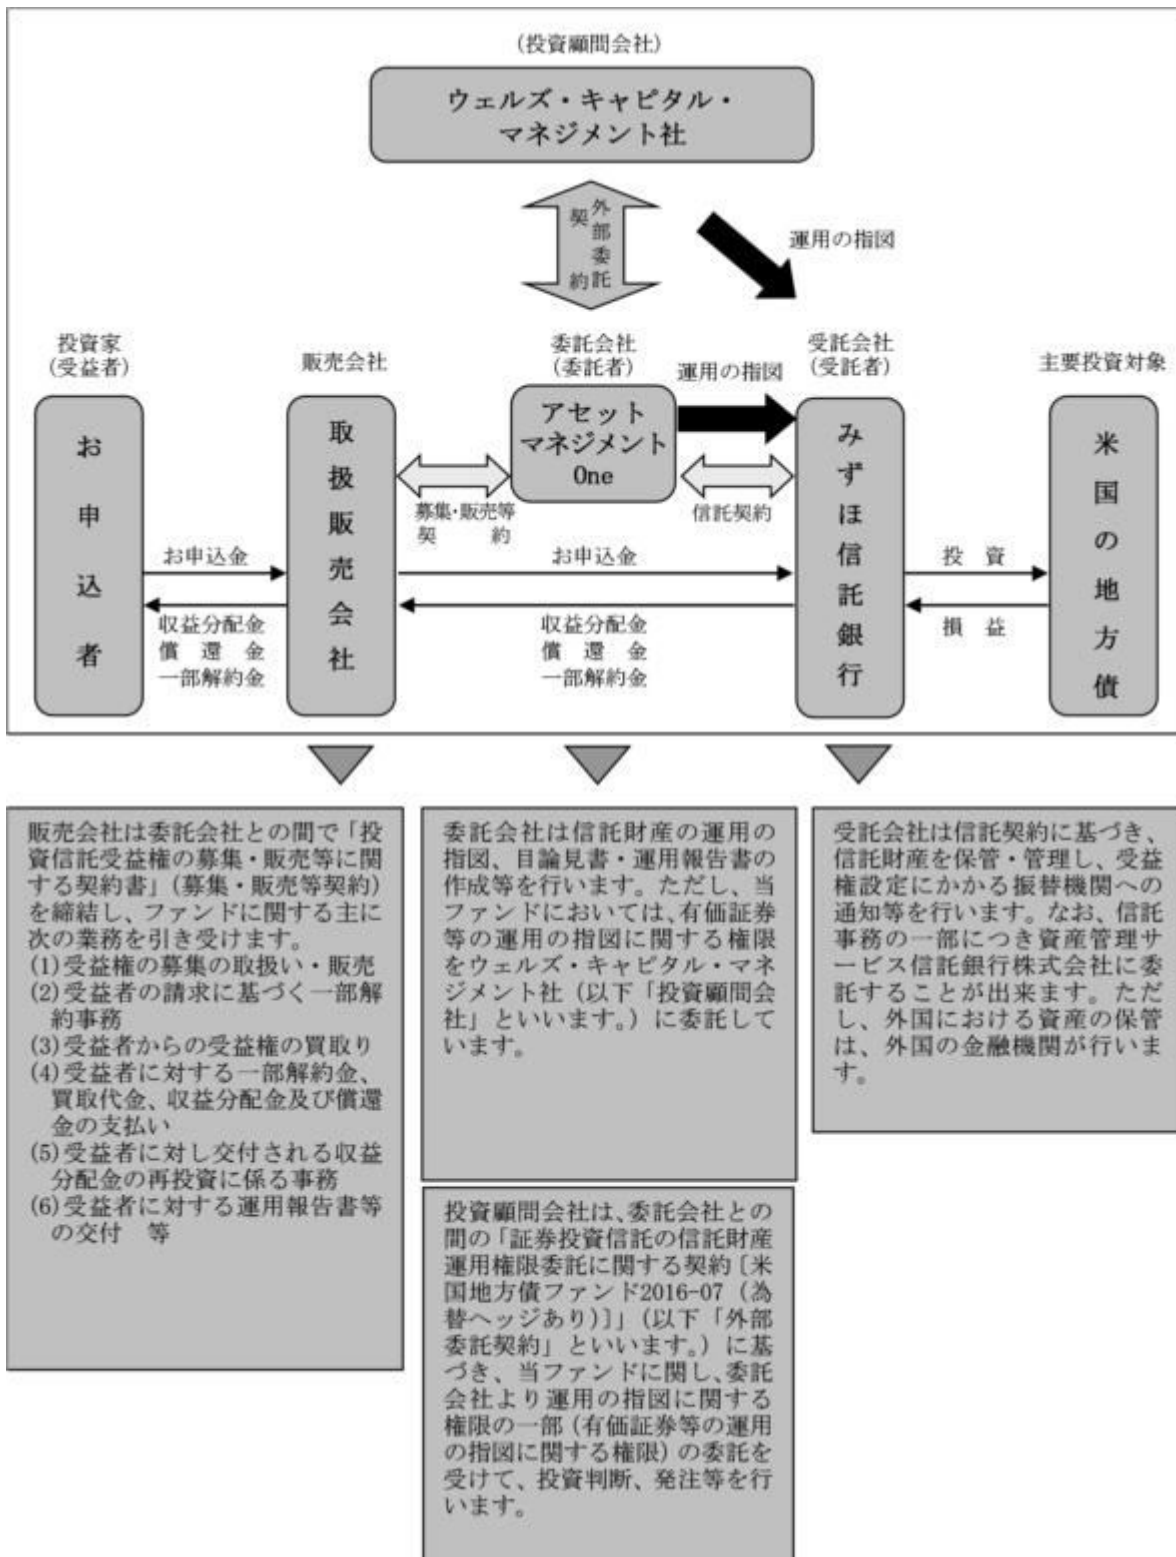 (投資顧問会社)
ウェルズ・キャピタル・
マネジメント社
外部委託
契約
運用の指図
投資家
(受益者)
販売会社
委託会社
(委託者)
運用の指図
受託会社
(受託者)
主要投資対象
お申込者
取扱販売会社
アセット
マネジメント
One
みずほ信託銀行
米国の地方債
募集・販売等
契約
信託契約
お申込金
お申込金
投資
収益分配金
償還金
一部解約金
収益分配金
償還金
一部解約金
損益
販売会社は委託会社との間で「投
資信託受益権の募集・販売等に関
する契約書」(募集・販売等契約)
を締結し、ファンドに関する主に
次の業務を引き受けます。
(1)受益権の募集の取扱い・販売
(2)受益者の請求に基づく一部解
約事務
(3)受益者からの受益権の買取り
(4)受益者に対する一部解約金、
買取代金、収益分配金及び償還
金の支払い
(5)受益者に対し交付される収益
分配金の再投資に係る事務
(6)受益者に対する運用報告書等
の交付 等
委託会社は信託財産の運用の
指図、目論見書・運用報告書の
作成等を行います。ただし、当
ファンドにおいては、有価証券
等の運用の指図に関する権限
をウェルズ・キャピタル・マネ
ジメント社(以下「投資顧問会
社」といいます。)に委託して
います。
投資顧問会社は、委託会社との
間の「証券投資信託の信託財産
運用権限委託に関する契約〔米
国地方債ファンド2016-07(為
替ヘッジあり)〕」(以下「外部
委託契約」といいます。)に基
づき、当ファンドに関し、委託
会社より運用の指図に関する
権限の一部(有価証券等の運用
の指図に関する権限)の委託を
受けて、投資判断、発注等を行
います。
受託会社は信託契約に基づき、
信託財産を保管・管理し、受益
権設定にかかる振替機関への
通知等を行います。なお、信託
事務の一部につき資産管理サ
ービス信託銀行株式会社に委
託することが出来ます。ただ
し、外国における資産の保管
は、外国の金融機関が行いま
す。